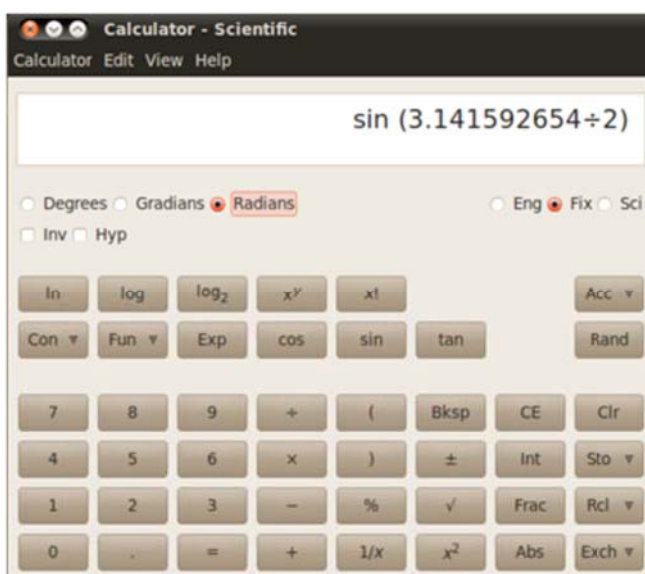 Calculator - Scientific
Calculator Edit View Help
sin (3.141592654÷2)
Degrees Gradians Radians Eng Fix Sci
Inv Hyp
ln log log₂ xʸ x! Acc
Con Fun Exp cos sin tan Rand
7 8 9 ÷ ( Bksp CE Clr
4 5 6 × ) ± Int Sto
1 2 3 − % √ Frac Rcl
0 . = + 1/x x² Abs Exch